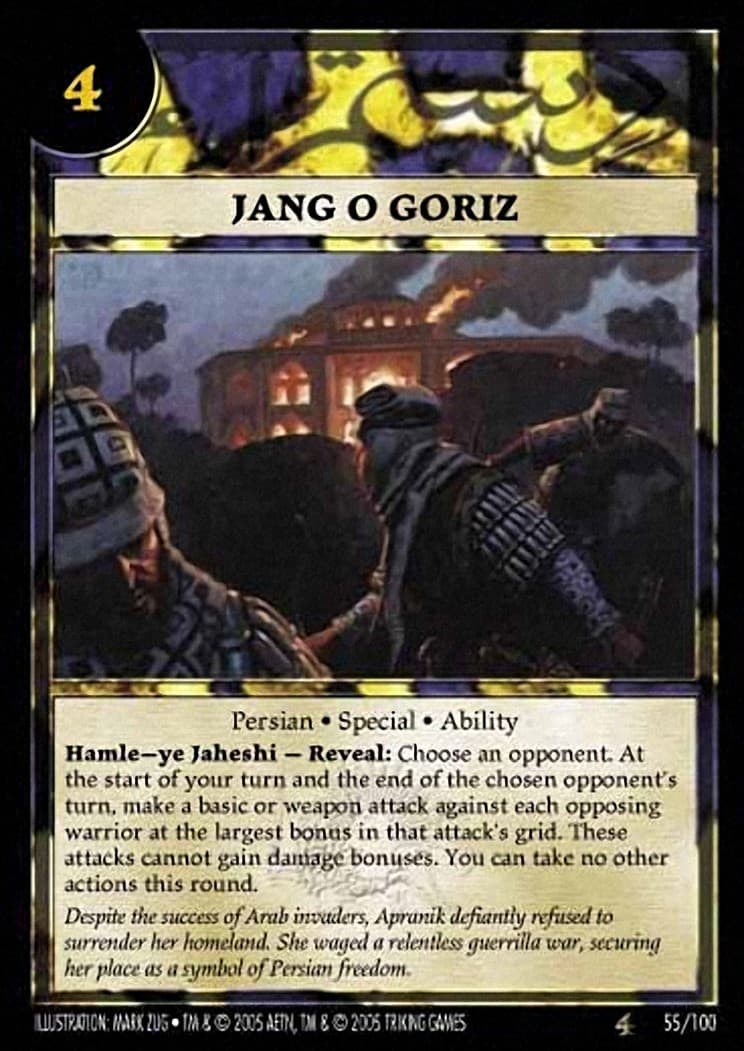 4
رستم
JANG O GORIZ
Persian • Special • Ability
Hamle–ye Jaheshi – Reveal: Choose an opponent. At
the start of your turn and the end of the chosen opponent's
turn, make a basic or weapon attack against each opposing
warrior at the largest bonus in that attack's grid. These
attacks cannot gain damage bonuses. You can take no other
actions this round.
Despite the success of Arab invaders, Apranik defiantly refused to
surrender her homeland. She waged a relentless guerrilla war, securing
her place as a symbol of Persian freedom.
ILLUSTRATION: MARK ZUG • TM & © 2005 AETN, TM & © 2005 TRIKING GAMES
4 55/100